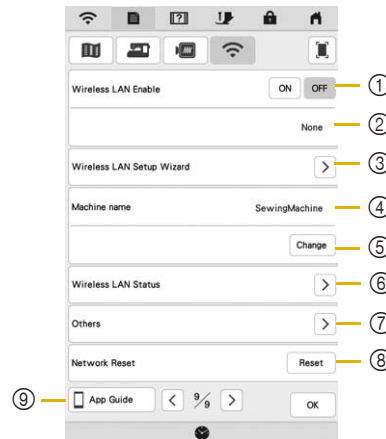 Wireless LAN Enable ON OFF ①
None ②
Wireless LAN Setup Wizard > ③
Machine name SewingMachine ④
Change ⑤
Wireless LAN Status > ⑥
Others > ⑦
Network Reset Reset ⑧
⑨ App Guide < 9/9 > OK